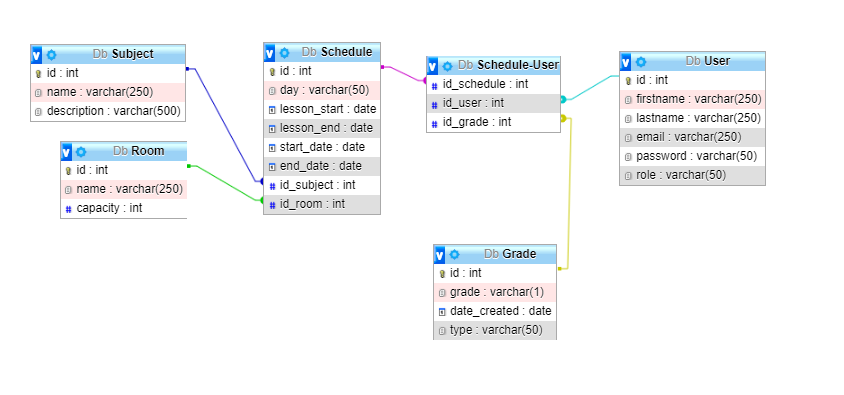 v Db Subject
id : int
name : varchar(250)
description : varchar(500)
v Db Room
id : int
name : varchar(250)
# capacity : int
v Db Schedule
id : int
day : varchar(50)
lesson_start : date
lesson_end : date
start_date : date
end_date : date
# id_subject : int
# id_room : int
v Db Schedule-User
# id_schedule : int
# id_user : int
# id_grade : int
v Db User
id : int
firstname : varchar(250)
lastname : varchar(250)
email : varchar(250)
password : varchar(50)
role : varchar(50)
v Db Grade
id : int
grade : varchar(1)
date_created : date
type : varchar(50)